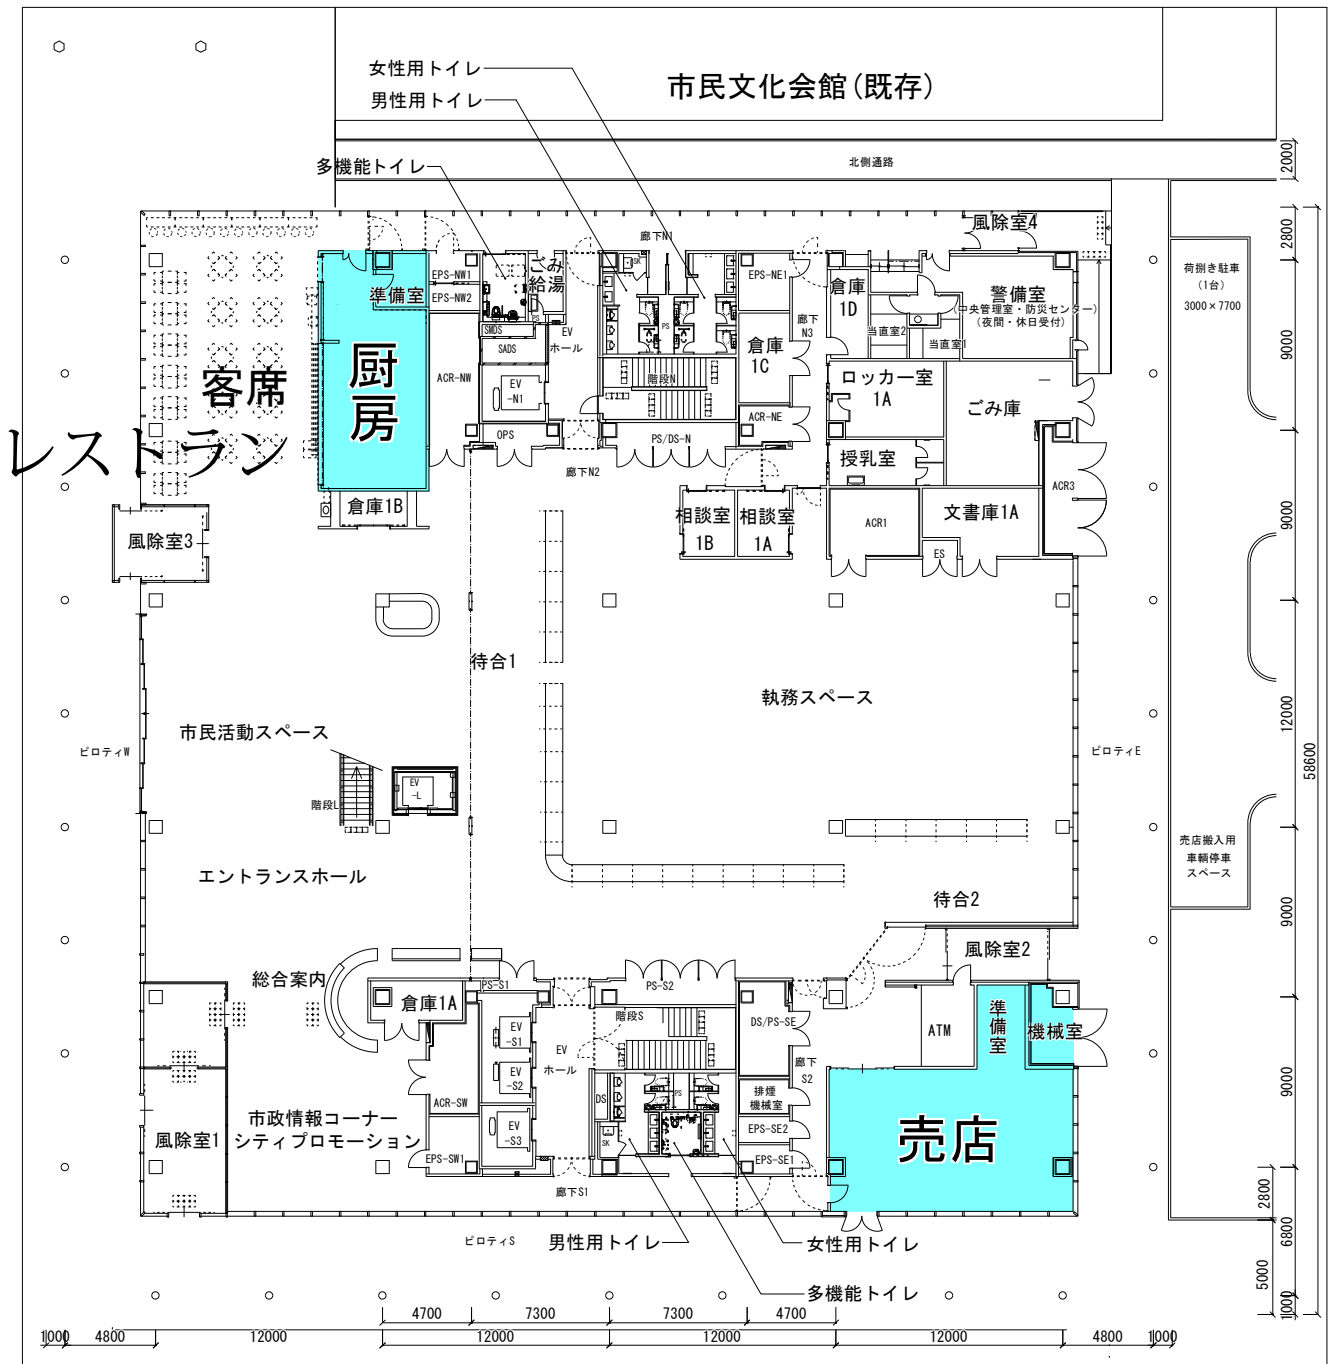 女性用トイレ
男性用トイレ
市民文化会館(既存)
多機能トイレ
北側通路
2000
風除室4
2800
廊下N1
EPS-NW1
EPS-NW2
準備室
ごみ
給湯
PS
SK
EPS-NE1
倉庫
1D
廊下
N3
警備室
(中央管理室・防災センター)
(夜間・休日受付)
当直室2
当直室1
荷捌き駐車
(1台)
3000×7700
9000
SMDS
SADS
EV
ホール
PS
倉庫
1C
厨房
客席
レストラン
ACR-NW
EV
-N1
階段N
ロッカー室
1A
ごみ庫
OPS
PS/DS-N
ACR-NE
授乳室
廊下N2
ACR3
9000
倉庫1B
風除室3
相談室
1B
相談室
1A
ACR1
文書庫1A
ES
待合1
執務スペース
12000
58600
市民活動スペース
ピロティW
ピロティE
EV
-L
階段L
売店搬入用
車輌停車
スペース
エントランスホール
待合2
9000
風除室2
総合案内
倉庫1A
PS-S1
PS-S2
EV
-S1
EV
-S2
EV
-S3
EV
ホール
階段S
DS/PS-SE
廊下
S2
ATM
準備室
機械室
9000
ACR-SW
DS
PS
SK
排煙
機械室
EPS-SE2
EPS-SE1
売店
風除室1
市政情報コーナー
シティプロモーション
EPS-SW1
廊下S1
2800
6800
5000
1000
ピロティS
男性用トイレ
女性用トイレ
多機能トイレ
4700
7300
7300
4700
1000
4800
12000
12000
12000
12000
4800
1000